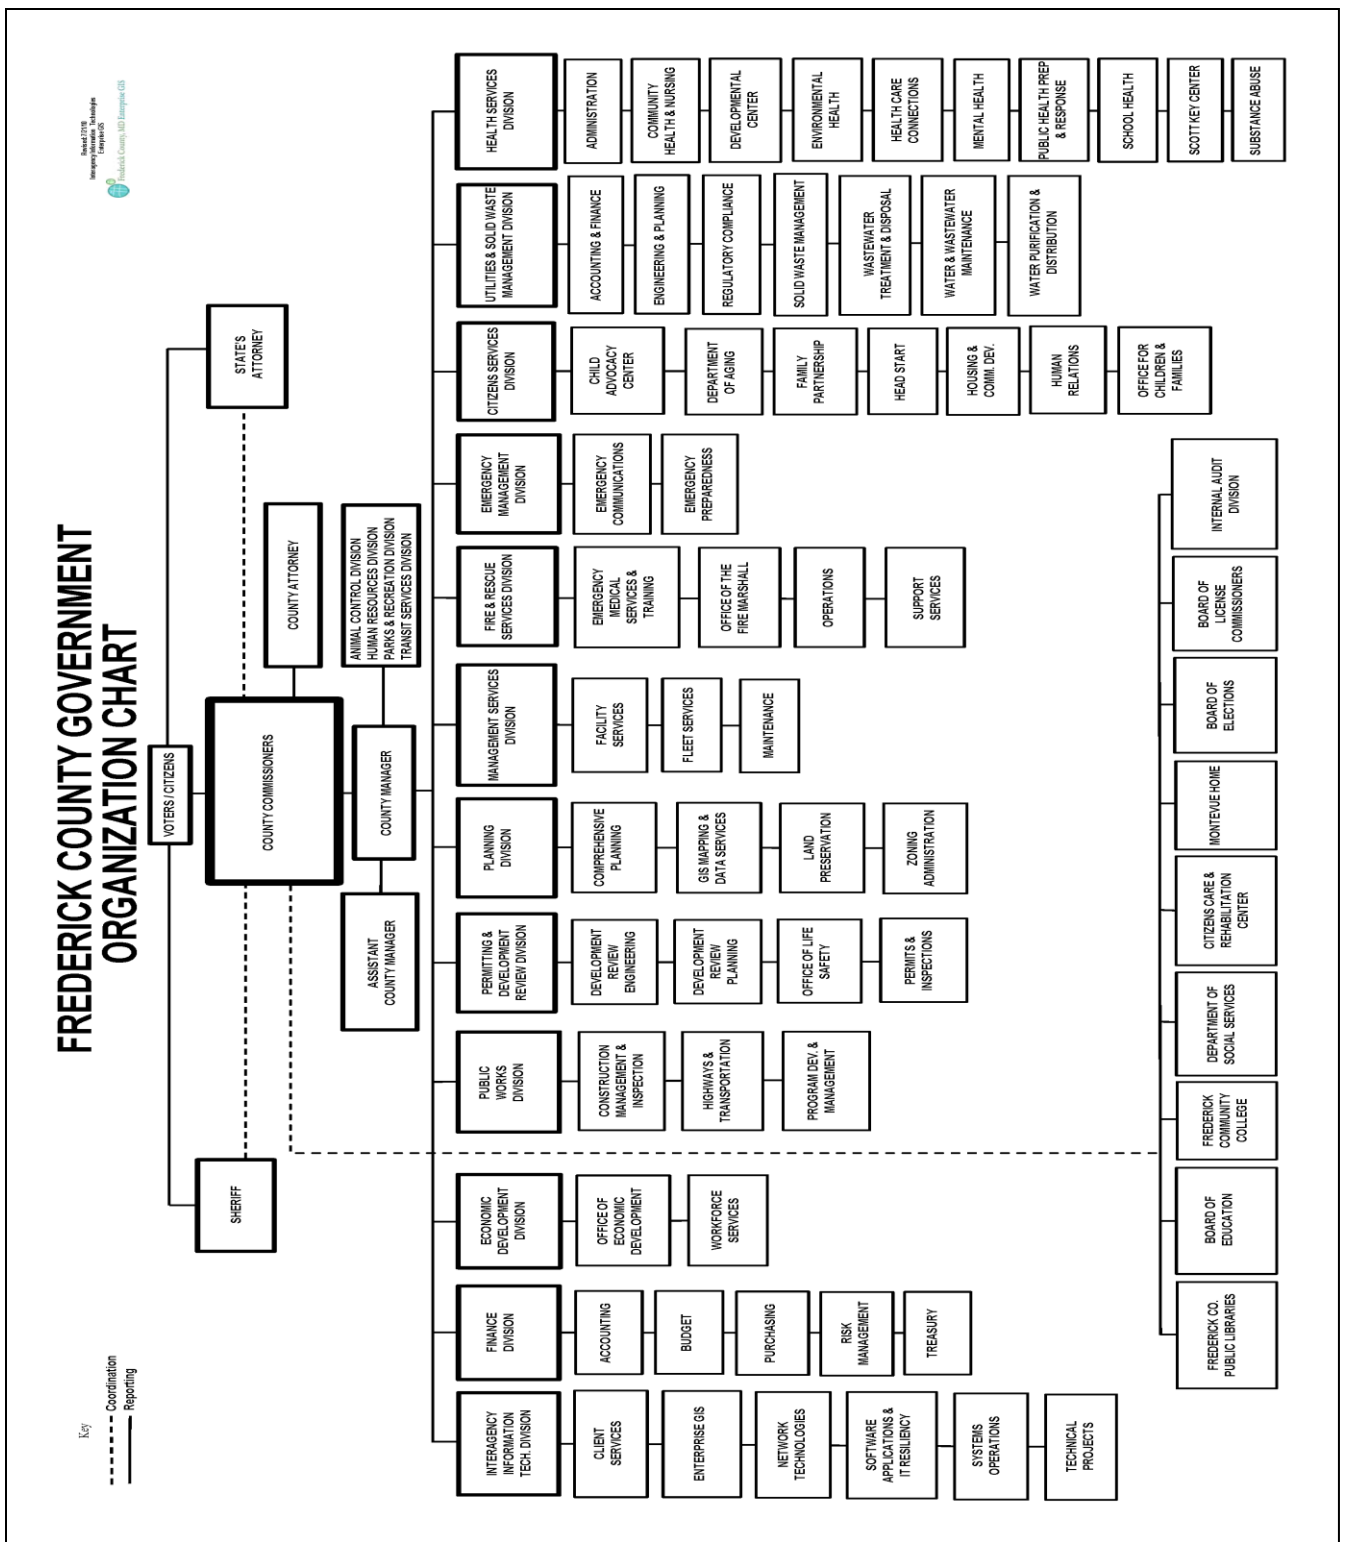 FREDERICK COUNTY GOVERNMENT
ORGANIZATION CHART
Key
Coordination
Reporting
Interagency Information Technologies
Enterprise GIS
Frederick County, MD Enterprise GIS
VOTERS / CITIZENS
SHERIFF
STATE'S
ATTORNEY
COUNTY COMMISSIONERS
COUNTY ATTORNEY
ASSISTANT
COUNTY MANAGER
COUNTY MANAGER
ANIMAL CONTROL DIVISION
HUMAN RESOURCES DIVISION
PARKS & RECREATION DIVISION
TRANSIT SERVICES DIVISION
INTERAGENCY
INFORMATION
TECH. DIVISION
CLIENT
SERVICES
ENTERPRISE GIS
NETWORK
TECHNOLOGIES
SOFTWARE
APPLICATIONS &
IT RESILIENCY
SYSTEMS
OPERATIONS
TECHNICAL
PROJECTS
FINANCE
DIVISION
ACCOUNTING
BUDGET
PURCHASING
RISK
MANAGEMENT
TREASURY
ECONOMIC
DEVELOPMENT
DIVISION
OFFICE OF
ECONOMIC
DEVELOPMENT
WORKFORCE
SERVICES
PUBLIC
WORKS
DIVISION
CONSTRUCTION
MANAGEMENT &
INSPECTION
HIGHWAYS &
TRANSPORTATION
PROGRAM DEV. &
MANAGEMENT
PERMITTING &
DEVELOPMENT
REVIEW DIVISION
DEVELOPMENT
REVIEW
ENGINEERING
DEVELOPMENT
REVIEW
PLANNING
OFFICE OF LIFE
SAFETY
PERMITS &
INSPECTIONS
PLANNING
DIVISION
COMPREHENSIVE
PLANNING
GIS MAPPING &
DATA SERVICES
LAND
PRESERVATION
ZONING
ADMINISTRATION
MANAGEMENT SERVICES
DIVISION
FACILITY
SERVICES
FLEET SERVICES
MAINTENANCE
FIRE & RESCUE
SERVICES DIVISION
EMERGENCY
MEDICAL
SERVICES &
TRAINING
OFFICE OF THE
FIRE MARSHALL
OPERATIONS
SUPPORT
SERVICES
EMERGENCY
MANAGEMENT
DIVISION
EMERGENCY
COMMUNICATIONS
EMERGENCY
PREPAREDNESS
CITIZENS SERVICES
DIVISION
CHILD
ADVOCACY
CENTER
DEPARTMENT
OF AGING
FAMILY
PARTNERSHIP
HEAD START
HOUSING &
COMM. DEV.
HUMAN
RELATIONS
OFFICE FOR
CHILDREN &
FAMILIES
UTILITIES & SOLID WASTE
MANAGEMENT DIVISION
ACCOUNTING & FINANCE
ENGINEERING & PLANNING
REGULATORY COMPLIANCE
SOLID WASTE MANAGEMENT
WASTEWATER
TREATMENT & DISPOSAL
WATER & WASTEWATER
MAINTENANCE
WATER PURIFICATION &
DISTRIBUTION
HEALTH SERVICES
DIVISION
ADMINISTRATION
COMMUNITY
HEALTH & NURSING
DEVELOPMENTAL
CENTER
ENVIRONMENTAL
HEALTH
HEALTH CARE
CONNECTIONS
MENTAL HEALTH
PUBLIC HEALTH PREP
& RESPONSE
SCHOOL HEALTH
SCOTT KEY CENTER
SUBSTANCE ABUSE
FREDERICK CO.
PUBLIC LIBRARIES
BOARD OF
EDUCATION
FREDERICK
COMMUNITY
COLLEGE
DEPARTMENT OF
SOCIAL SERVICES
CITIZENS CARE &
REHABILITATION
CENTER
MONTEVUE HOME
BOARD OF
ELECTIONS
BOARD OF
LICENSE
COMMISSIONERS
INTERNAL AUDIT
DIVISION